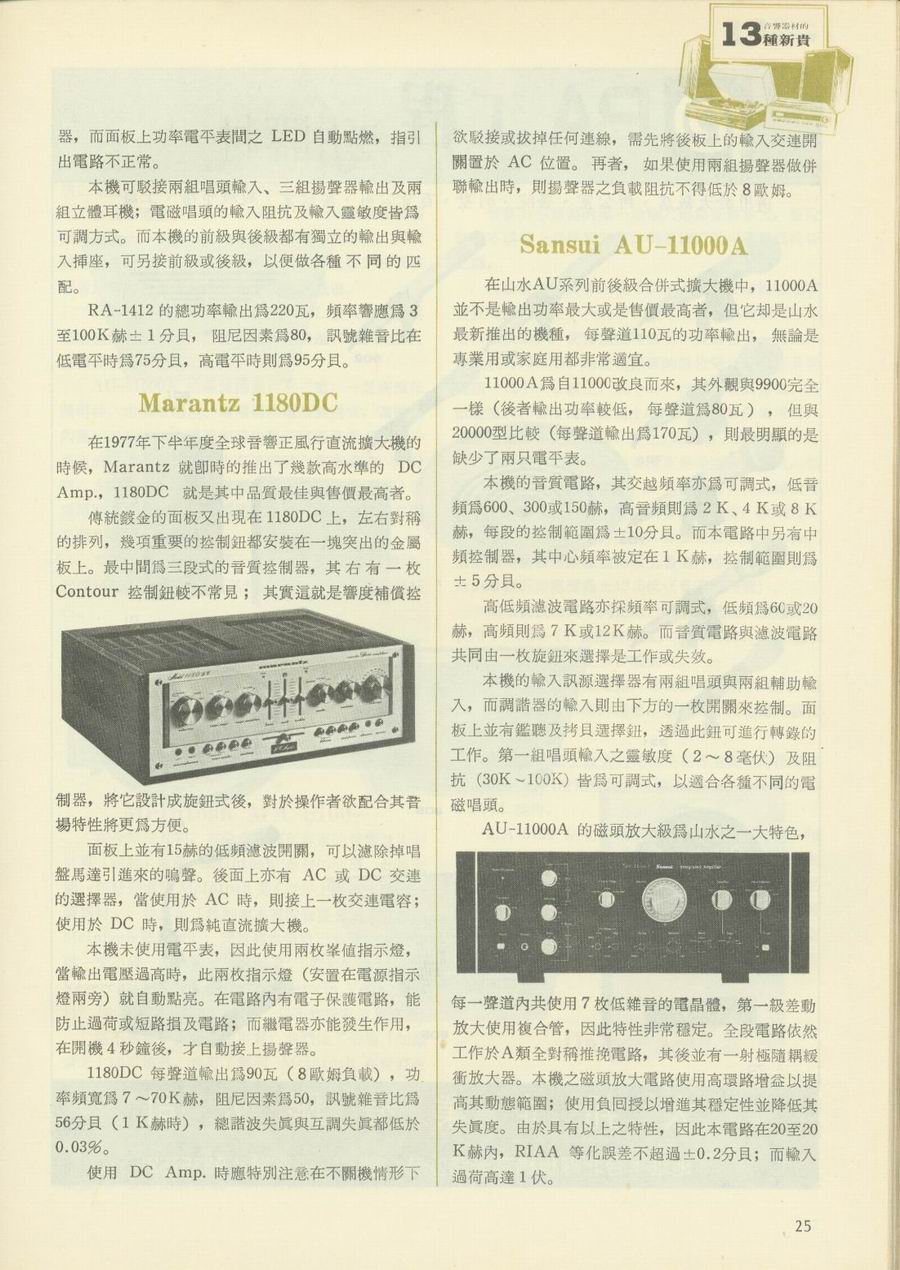 音響器材的
13種新貴
器，而面板上功率電平表間之 LED 自動點燃，指引
出電路不正常。
本機可駁接兩組唱頭輸入、三組揚聲器輸出及兩
組立體耳機；電磁唱頭的輸入阻抗及輸入靈敏度皆爲
可調方式。而本機的前級與後級都有獨立的輸出與輸
入揷座，可另接前級或後級，以便做各種不同的匹
配。
RA-1412 的總功率輸出爲220瓦，頻率響應爲 3
至100K赫±1分貝，阻尼因素爲80，訊號雜音比在
低電平時爲75分貝，高電平時則爲95分貝。
Marantz 1180DC
在1977年下半年度全球音響正風行直流擴大機的
時候，Marantz 就卽時的推出了幾款高水準的 DC
Amp.，1180DC 就是其中品質最佳與售價最高者。
傳統鍍金的面板又出現在 1180DC 上，左右對稱
的排列，幾項重要的控制鈕都安裝在一塊突出的金屬
板上。最中間爲三段式的音質控制器，其右有一枚
Contour 控制鈕較不常見；其實這就是響度補償控
marantz
制器，將它設計成旋鈕式後，對於操作者欲配合其音
場特性將更爲方便。
面板上並有15赫的低頻濾波開關，可以濾除掉唱
盤馬達引進來的嗚聲。後面上亦有 AC 或 DC 交連
的選擇器，當使用於 AC 時，則接上一枚交連電容；
使用於 DC 時，則爲純直流擴大機。
本機未使用電平表，因此使用兩枚峯值指示燈，
當輸出電壓過高時，此兩枚指示燈（安置在電源指示
燈兩旁）就自動點亮。在電路內有電子保護電路，能
防止過荷或短路損及電路；而繼電器亦能發生作用，
在開機 4 秒鐘後，才自動接上揚聲器。
1180DC 每聲道輸出爲90瓦（8歐姆負載），功
率頻寬爲 7～70K赫，阻尼因素爲50，訊號雜音比爲
56分貝（1K赫時），總諧波失眞與互調失眞都低於
0.03%。
使用 DC Amp. 時應特別注意在不關機情形下
欲駁接或拔掉任何連線，需先將後板上的輸入交連開
關置於 AC 位置。再者，如果使用兩組揚聲器做併
聯輸出時，則揚聲器之負載阻抗不得低於 8 歐姆。
Sansui AU-11000A
在山水AU系列前後級合併式擴大機中，11000A
並不是輸出功率最大或是售價最高者，但它却是山水
最新推出的機種，每聲道110瓦的功率輸出，無論是
專業用或家庭用都非常適宜。
11000A爲自11000改良而來，其外觀與9900完全
一樣（後者輸出功率較低，每聲道爲80瓦），但與
20000型比較（每聲道輸出爲170瓦），則最明顯的是
缺少了兩只電平表。
本機的音質電路，其交越頻率亦爲可調式，低音
頻爲600、300或150赫，高音頻則爲 2 K、4 K或 8 K
赫，每段的控制範圍爲±10分貝。而本電路中另有中
頻控制器，其中心頻率被定在 1 K赫，控制範圍則爲
±5分貝。
高低頻濾波電路亦採頻率可調式，低頻爲60或20
赫，高頻則爲 7 K或12K赫。而音質電路與濾波電路
共同由一枚旋鈕來選擇是工作或失效。
本機的輸入訊源選擇器有兩組唱頭與兩組輔助輸
入，而調諧器的輸入則由下方的一枚開關來控制。面
板上並有鑑聽及拷貝選擇鈕，透過此鈕可進行轉錄的
工作。第一組唱頭輸入之靈敏度（2～8毫伏）及阻
抗（30K～100K）皆爲可調式，以適合各種不同的電
磁唱頭。
AU-11000A 的磁頭放大級爲山水之一大特色，
Sansui
每一聲道內共使用 7 枚低雜音的電晶體，第一級差動
放大使用複合管，因此特性非常穩定。全段電路依然
工作於A類全對稱推挽電路，其後並有一射極隨耦緩
衝放大器。本機之磁頭放大電路使用高環路增益以提
高其動態範圍；使用負回授以增進其穩定性並降低其
失眞度。由於具有以上之特性，因此本電路在20至20
K赫內，RIAA 等化誤差不超過±0.2分貝；而輸入
過荷高達 1 伏。
25